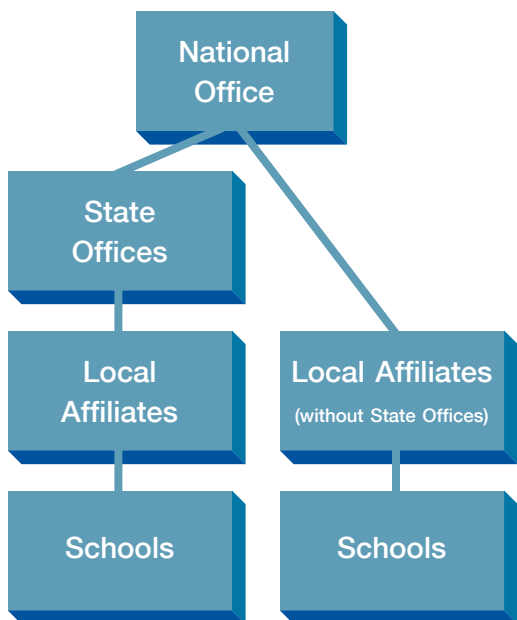 National
Office
State
Offices
Local
Affiliates
Local Affiliates
(without State Offices)
Schools
Schools